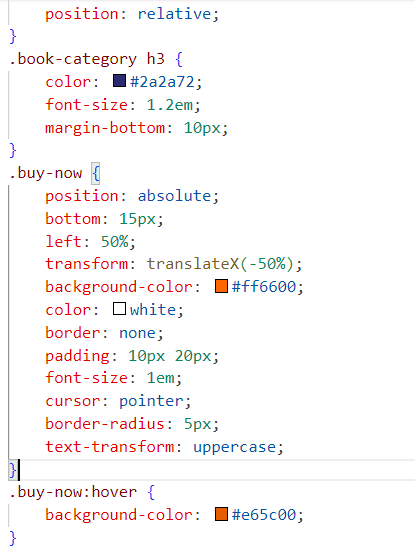 position: relative;
}
.book-category h3 {
    color: #2a2a72;
    font-size: 1.2em;
    margin-bottom: 10px;
}
.buy-now {
    position: absolute;
    bottom: 15px;
    left: 50%;
    transform: translateX(-50%);
    background-color: #ff6600;
    color: white;
    border: none;
    padding: 10px 20px;
    font-size: 1em;
    cursor: pointer;
    border-radius: 5px;
    text-transform: uppercase;
}
.buy-now:hover {
    background-color: #e65c00;
}